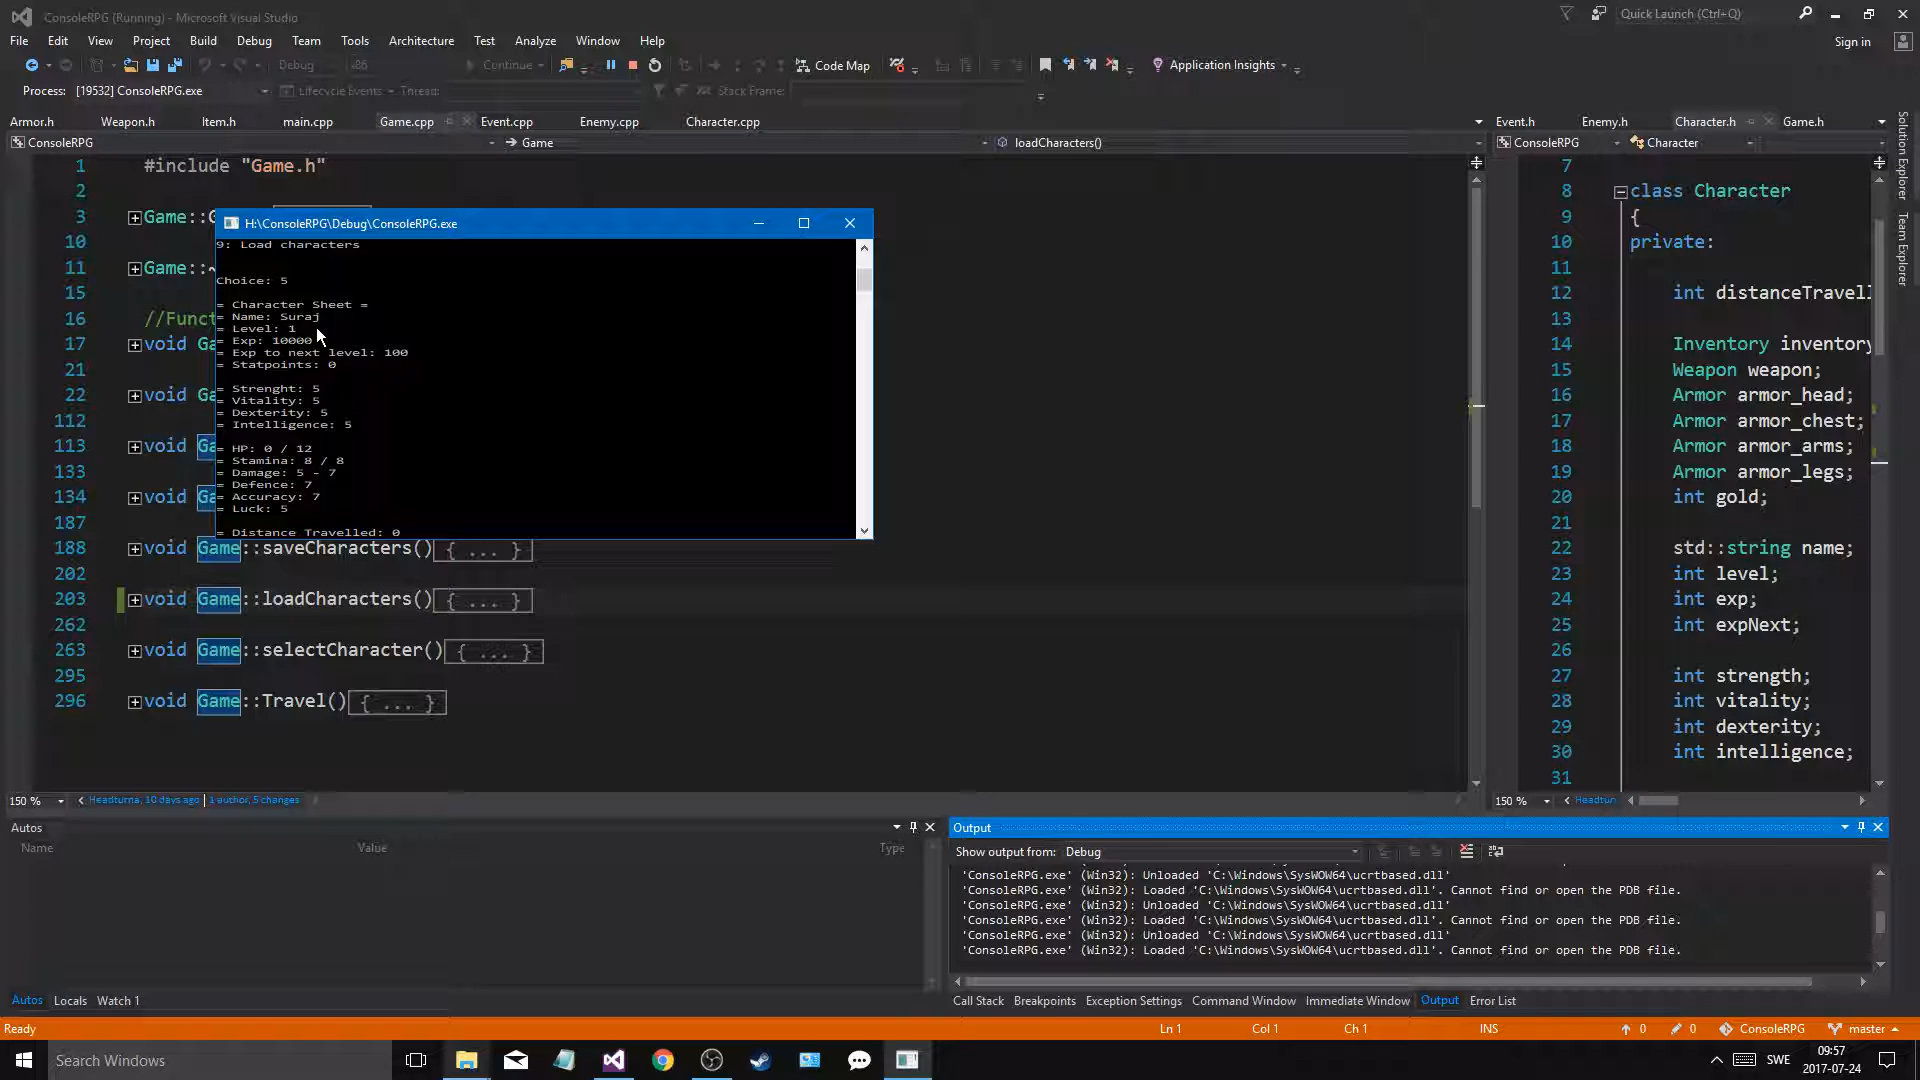 ConsoleRPG (Running) - Microsoft Visual Studio
Quick Launch (Ctrl+Q)
File Edit View Project Build Debug Team Tools Architecture Test Analyze Window Help
Sign in
Debug x86 Continue Code Map Application Insights
Process: [19532] ConsoleRPG.exe Lifecycle Events Thread: Stack Frame:
Armor.h Weapon.h Item.h main.cpp Game.cpp Event.cpp Enemy.cpp Character.cpp
ConsoleRPG Game loadCharacters()
1 #include "Game.h"
2
3 Game::G
10
11 Game::~
15
16 //Funct
17 void Ga
21
22 void Ga
112
113 void Ga
133
134 void Ga
187
188 void Game::saveCharacters() { ... }
202
203 void Game::loadCharacters() { ... }
262
263 void Game::selectCharacter() { ... }
295
296 void Game::Travel() { ... }
H:\ConsoleRPG\Debug\ConsoleRPG.exe
9: Load characters
Choice: 5
= Character Sheet =
= Name: Suraj
= Level: 1
= Exp: 10000
= Exp to next level: 100
= Statpoints: 0
= Strenght: 5
= Vitality: 5
= Dexterity: 5
= Intelligence: 5
= HP: 0 / 12
= Stamina: 8 / 8
= Damage: 5 - 7
= Defence: 7
= Accuracy: 7
= Luck: 5
= Distance Travelled: 0
150 % Headturna, 10 days ago | 1 author, 5 changes
Event.h Enemy.h Character.h Game.h
ConsoleRPG Character
7
8 class Character
9 {
10 private:
12 int distanceTravell
13
14 Inventory inventory
15 Weapon weapon;
16 Armor armor_head;
17 Armor armor_chest;
18 Armor armor_arms;
19 Armor armor_legs;
20 int gold;
21
22 std::string name;
23 int level;
24 int exp;
25 int expNext;
26
27 int strength;
28 int vitality;
29 int dexterity;
30 int intelligence;
31
150 % Headturn
Solution Explorer
Team Explorer
Autos
Name Value Type
Autos Locals Watch 1
Output
Show output from: Debug
'ConsoleRPG.exe' (Win32): Unloaded 'C:\Windows\SysWOW64\ucrtbased.dll'
'ConsoleRPG.exe' (Win32): Loaded 'C:\Windows\SysWOW64\ucrtbased.dll'. Cannot find or open the PDB file.
'ConsoleRPG.exe' (Win32): Unloaded 'C:\Windows\SysWOW64\ucrtbased.dll'
'ConsoleRPG.exe' (Win32): Loaded 'C:\Windows\SysWOW64\ucrtbased.dll'. Cannot find or open the PDB file.
'ConsoleRPG.exe' (Win32): Unloaded 'C:\Windows\SysWOW64\ucrtbased.dll'
'ConsoleRPG.exe' (Win32): Loaded 'C:\Windows\SysWOW64\ucrtbased.dll'. Cannot find or open the PDB file.
Call Stack Breakpoints Exception Settings Command Window Immediate Window Output Error List
Ready Ln 1 Col 1 Ch 1 INS 0 0 ConsoleRPG master
Search Windows
SWE
09:57
2017-07-24